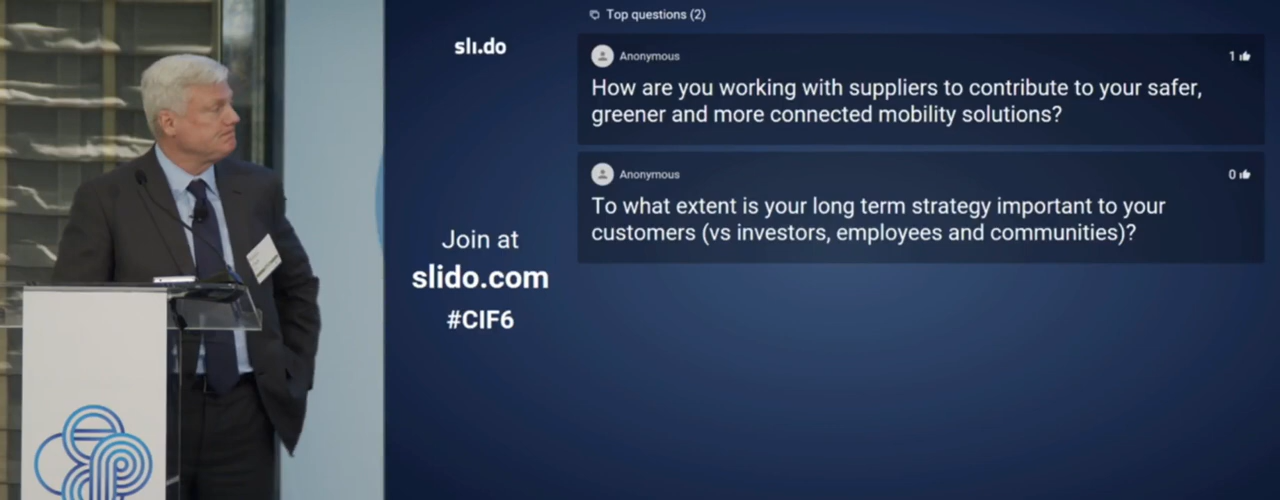 sli.do
Join at
slido.com
#CIF6
Top questions (2)
Anonymous
1
How are you working with suppliers to contribute to your safer,
greener and more connected mobility solutions?
Anonymous
0
To what extent is your long term strategy important to your
customers (vs investors, employees and communities)?